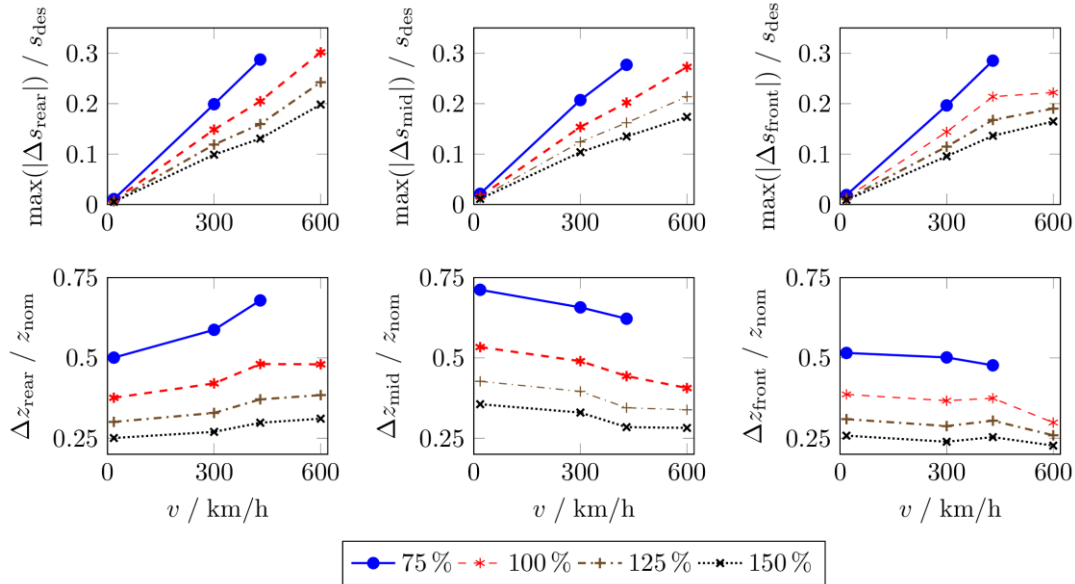 max(|Δs_rear|) / s_des
0.3
0.2
0.1
0
0 300 600
max(|Δs_mid|) / s_des
0.3
0.2
0.1
0
0 300 600
max(|Δs_front|) / s_des
0.3
0.2
0.1
0
0 300 600
Δz_rear / z_nom
0.75
0.5
0.25
0 300 600
v / km/h
Δz_mid / z_nom
0.75
0.5
0.25
0 300 600
v / km/h
Δz_front / z_nom
0.75
0.5
0.25
0 300 600
v / km/h
75 % 100 % 125 % 150 %